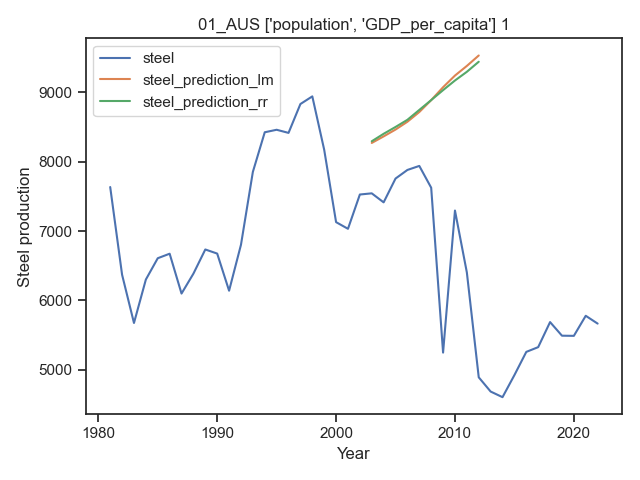 01_AUS ['population', 'GDP_per_capita'] 1
steel
steel_prediction_lm
steel_prediction_rr
Steel production
9000
8000
7000
6000
5000
1980
1990
2000
2010
2020
Year